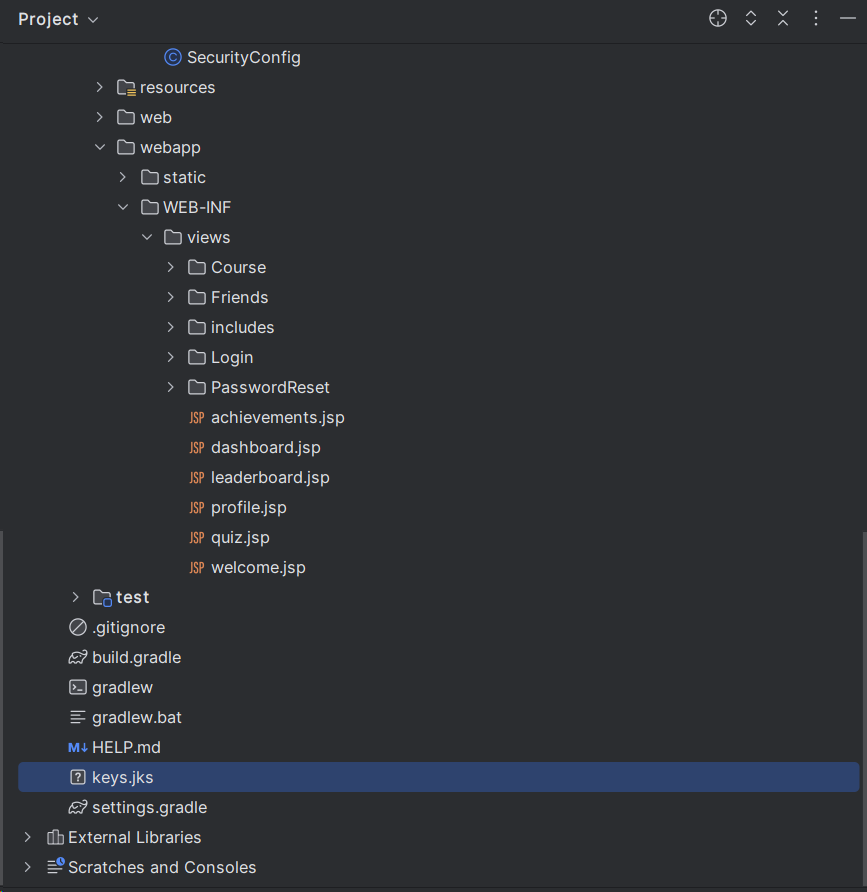 Project
SecurityConfig
resources
web
webapp
static
WEB-INF
views
Course
Friends
includes
Login
PasswordReset
JSP achievements.jsp
JSP dashboard.jsp
JSP leaderboard.jsp
JSP profile.jsp
JSP quiz.jsp
JSP welcome.jsp
test
.gitignore
build.gradle
gradlew
gradlew.bat
M↓ HELP.md
? keys.jks
settings.gradle
External Libraries
Scratches and Consoles